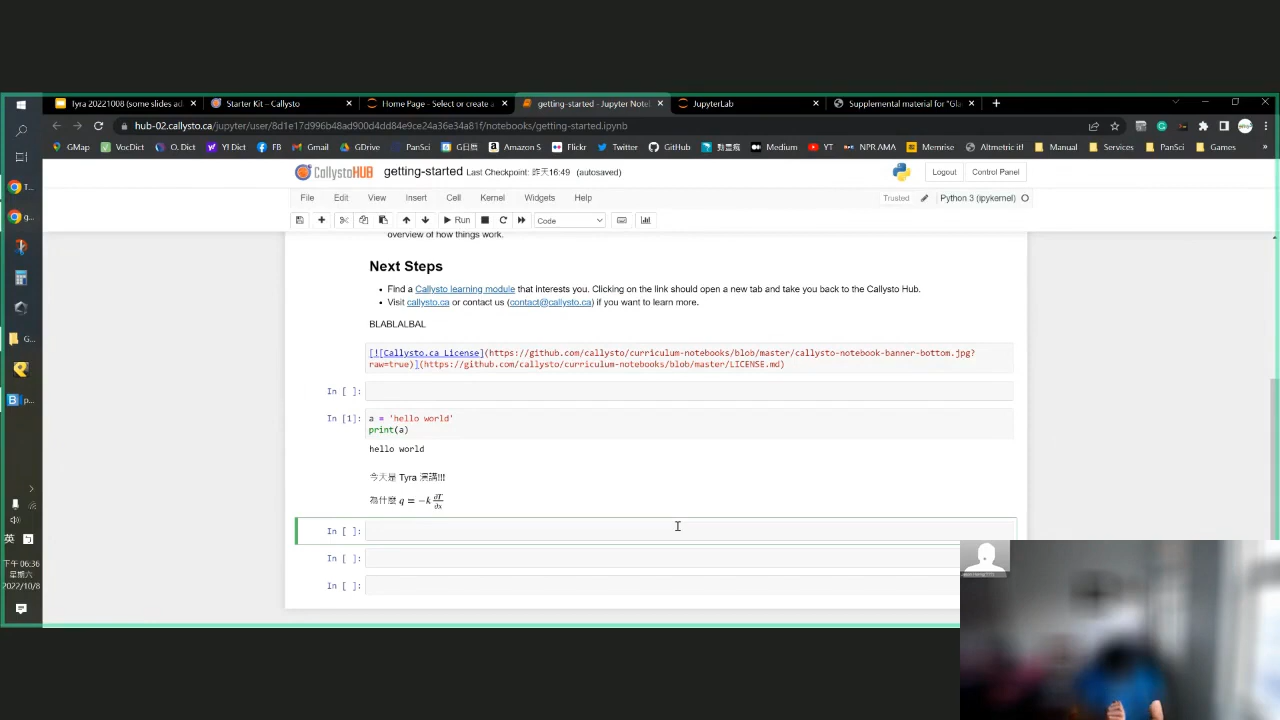 Tyra 20221008 (some slides ad
Starter Kit – Callysto
Home Page - Select or create a
getting-started - Jupyter Note
JupyterLab
Supplemental material for "Gla
hub-02.callysto.ca/jupyter/user/8d1e17d996b48ad900d4dd84e9ce24a36e34a81f/notebooks/getting-started.ipynb
GMap VocDict O. Dict Y! Dict FB Gmail GDrive PanSci G日曆 Amazon S Flickr Twitter GitHub Medium YT NPR AMA Memrise Altmetric it! Manual Services PanSci Games »
CallystoHUB getting-started Last Checkpoint: 昨天16:49 (autosaved) Logout Control Panel
File Edit View Insert Cell Kernel Widgets Help Trusted Python 3 (ipykernel)
Run Code
overview of how things work.
Next Steps
• Find a Callysto learning module that interests you. Clicking on the link should open a new tab and take you back to the Callysto Hub.
• Visit callysto.ca or contact us (contact@callysto.ca) if you want to learn more.
BLABLALBAL
[![Callysto.ca License](https://github.com/callysto/curriculum-notebooks/blob/master/callysto-notebook-banner-bottom.jpg?
raw=true)](https://github.com/callysto/curriculum-notebooks/blob/master/LICENSE.md)
In [ ]:
In [1]: a = 'hello world'
print(a)
hello world
今天是 Tyra 演講!!!
為什麼 q = −k ∂T/∂x
In [ ]:
In [ ]:
In [ ]:
T...
g...
G...
p...
英
下午 06:36
星期六
2022/10/8